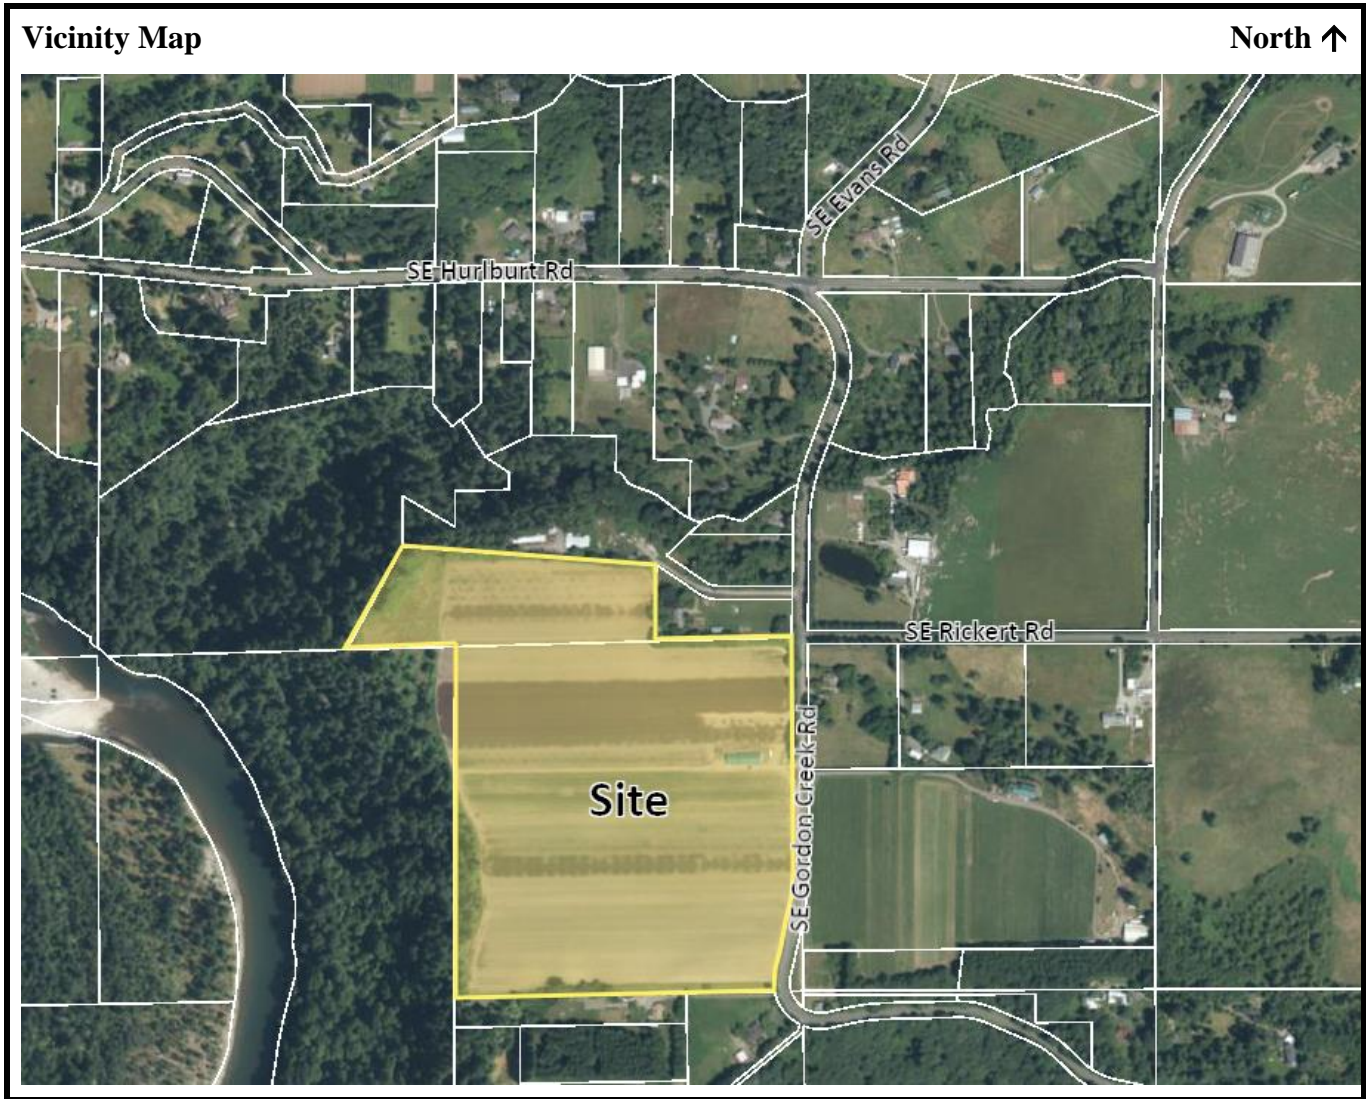 Vicinity Map
North ↑
SE Evans Rd
SE Hurlburt Rd
SE Rickert Rd
SE Gordon Creek Rd
Site